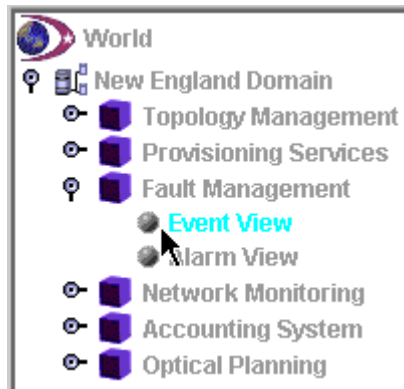 World
New England Domain
Topology Management
Provisioning Services
Fault Management
Event View
Alarm View
Network Monitoring
Accounting System
Optical Planning